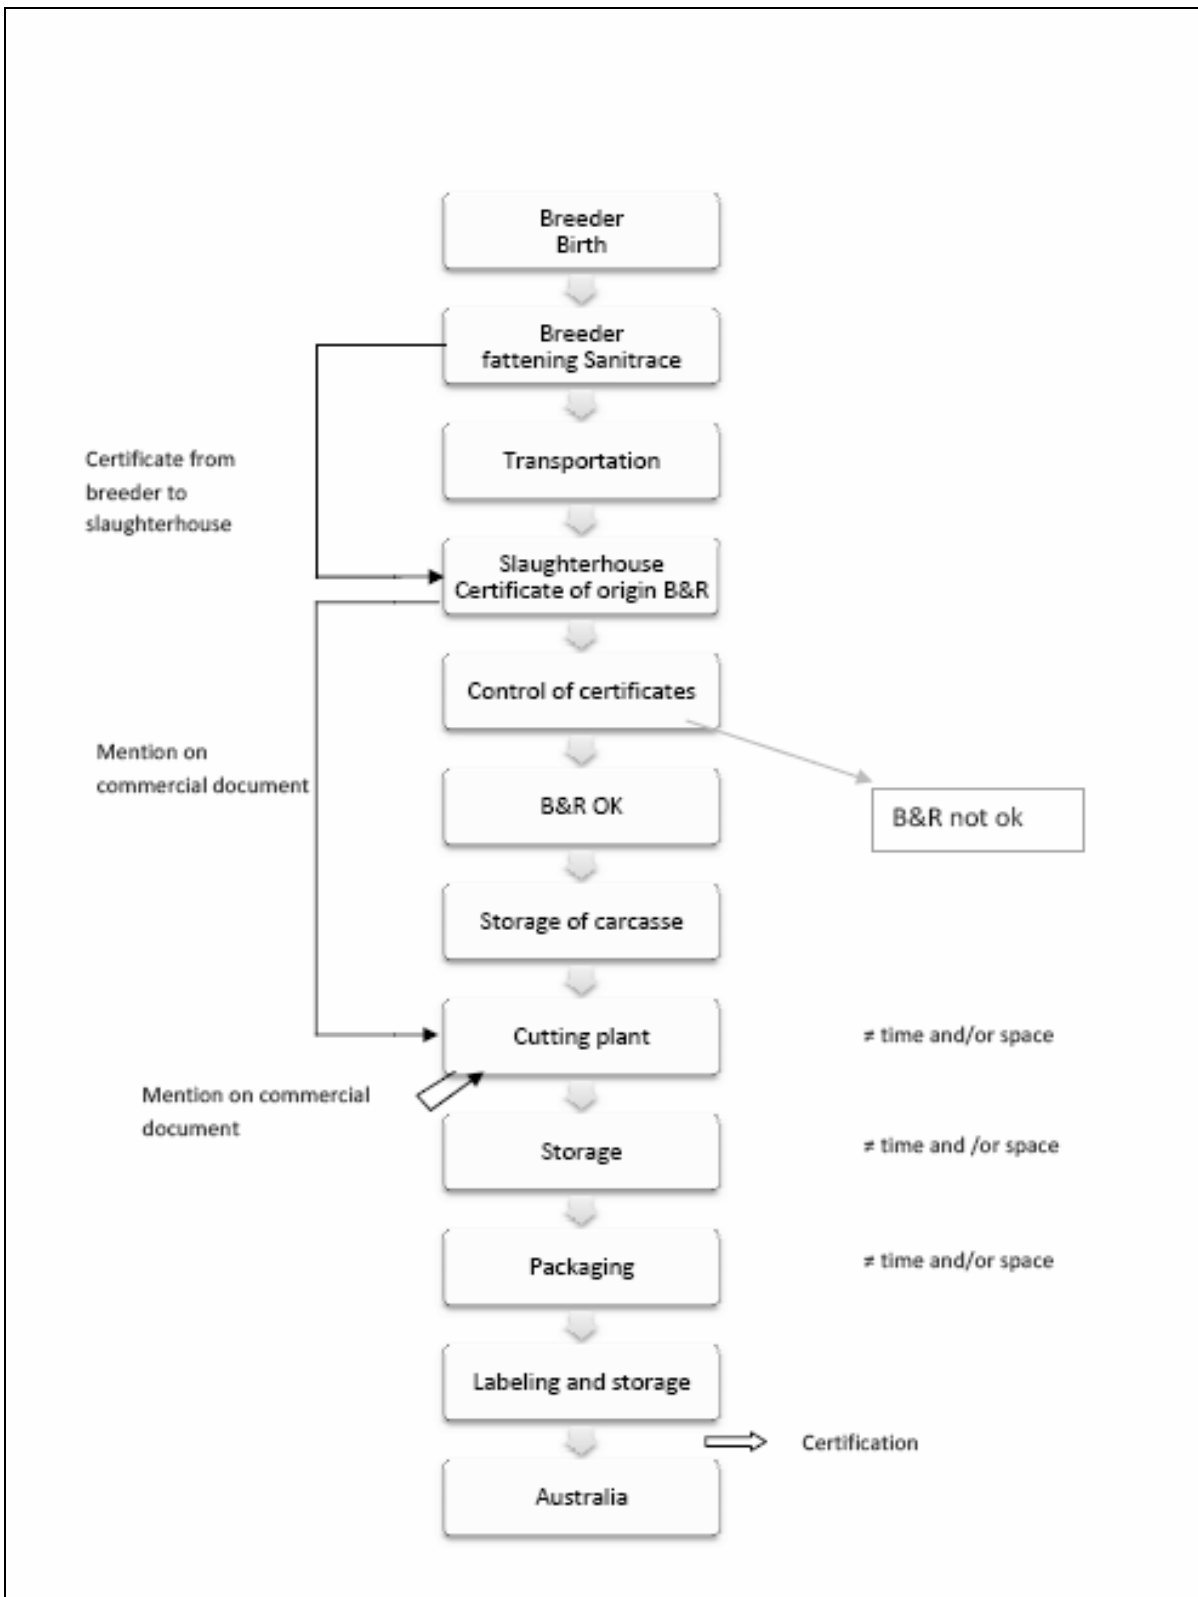 Breeder
Birth
Breeder
fattening Sanitrace
Transportation
Certificate from
breeder to
slaughterhouse
Slaughterhouse
Certificate of origin B&R
Control of certificates
Mention on
commercial document
B&R OK
B&R not ok
Storage of carcasse
Cutting plant
≠ time and/or space
Mention on commercial
document
Storage
≠ time and /or space
Packaging
≠ time and/or space
Labeling and storage
Certification
Australia